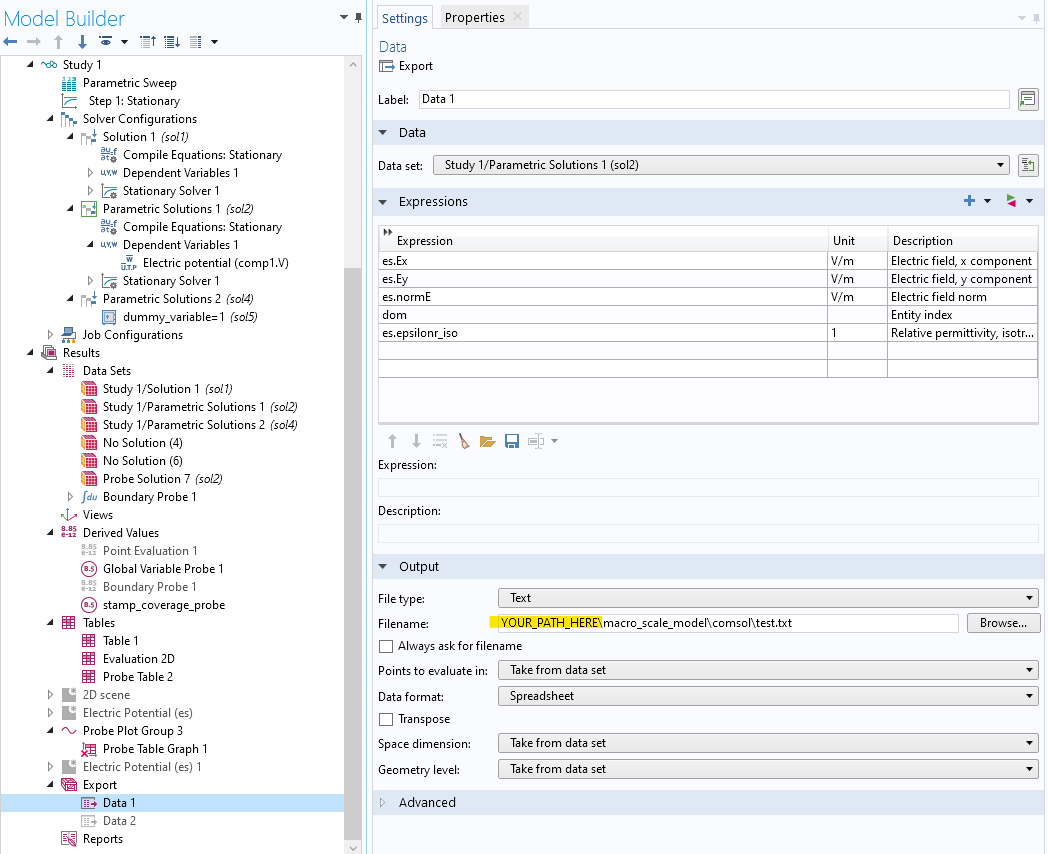 Model Builder
Study 1
Parametric Sweep
Step 1: Stationary
Solver Configurations
Solution 1 (sol1)
Compile Equations: Stationary
Dependent Variables 1
Stationary Solver 1
Parametric Solutions 1 (sol2)
Compile Equations: Stationary
Dependent Variables 1
Electric potential (comp1.V)
Stationary Solver 1
Parametric Solutions 2 (sol4)
dummy_variable=1 (sol5)
Job Configurations
Results
Data Sets
Study 1/Solution 1 (sol1)
Study 1/Parametric Solutions 1 (sol2)
Study 1/Parametric Solutions 2 (sol4)
No Solution (4)
No Solution (6)
Probe Solution 7 (sol2)
Boundary Probe 1
Views
Derived Values
Point Evaluation 1
Global Variable Probe 1
Boundary Probe 1
stamp_coverage_probe
Tables
Table 1
Evaluation 2D
Probe Table 2
2D scene
Electric Potential (es)
Probe Plot Group 3
Probe Table Graph 1
Electric Potential (es) 1
Export
Data 1
Data 2
Reports
Settings Properties
Data
Export
Label: Data 1
Data
Data set: Study 1/Parametric Solutions 1 (sol2)
Expressions
Expression Unit Description
es.Ex V/m Electric field, x component
es.Ey V/m Electric field, y component
es.normE V/m Electric field norm
dom Entity index
es.epsilonr_iso 1 Relative permittivity, isotr...
Expression:
Description:
Output
File type: Text
Filename: YOUR_PATH_HERE\macro_scale_model\comsol\test.txt Browse...
Always ask for filename
Points to evaluate in: Take from data set
Data format: Spreadsheet
Transpose
Space dimension: Take from data set
Geometry level: Take from data set
Advanced